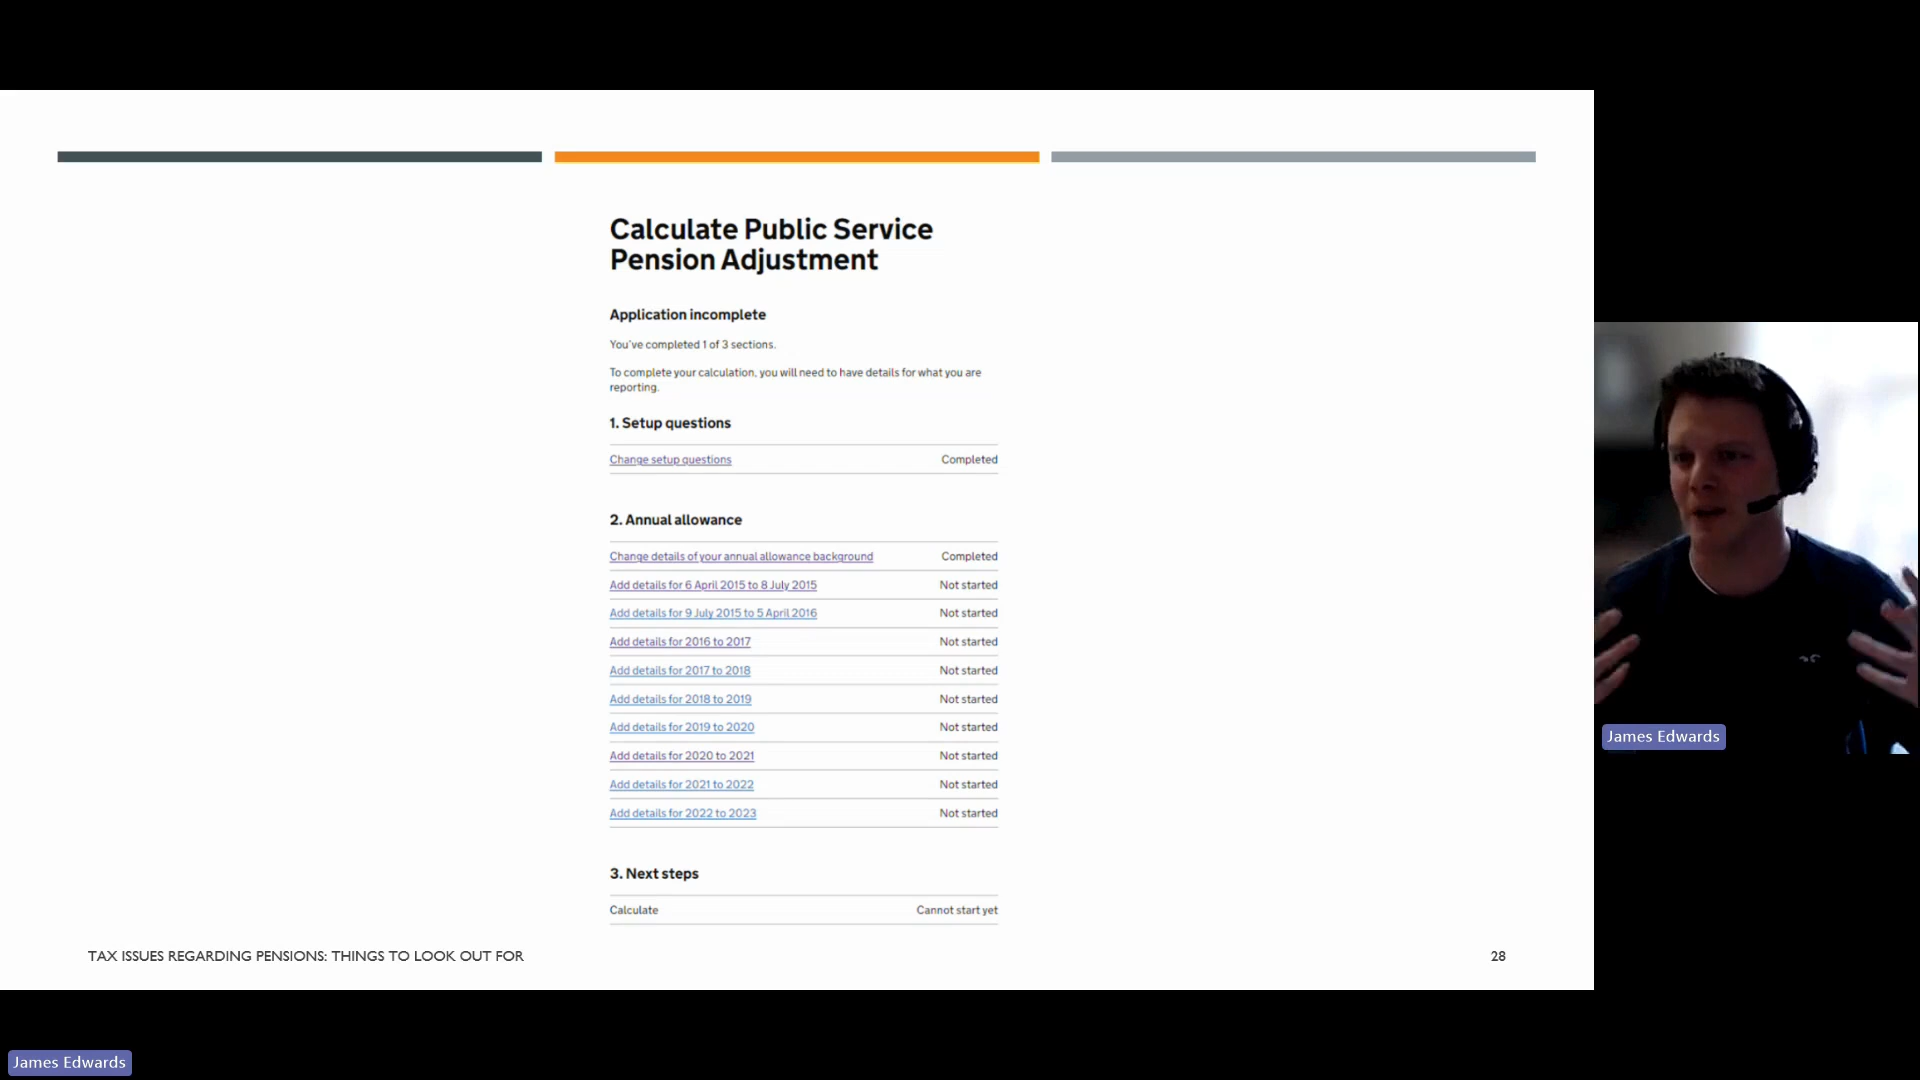 Calculate Public Service
Pension Adjustment
Application incomplete
You've completed 1 of 3 sections.
To complete your calculation, you will need to have details for what you are
reporting.
1. Setup questions
Change setup questions Completed
2. Annual allowance
Change details of your annual allowance background Completed
Add details for 6 April 2015 to 8 July 2015 Not started
Add details for 9 July 2015 to 5 April 2016 Not started
Add details for 2016 to 2017 Not started
Add details for 2017 to 2018 Not started
Add details for 2018 to 2019 Not started
Add details for 2019 to 2020 Not started
Add details for 2020 to 2021 Not started
Add details for 2021 to 2022 Not started
Add details for 2022 to 2023 Not started
3. Next steps
Calculate Cannot start yet
TAX ISSUES REGARDING PENSIONS: THINGS TO LOOK OUT FOR 28
James Edwards
James Edwards